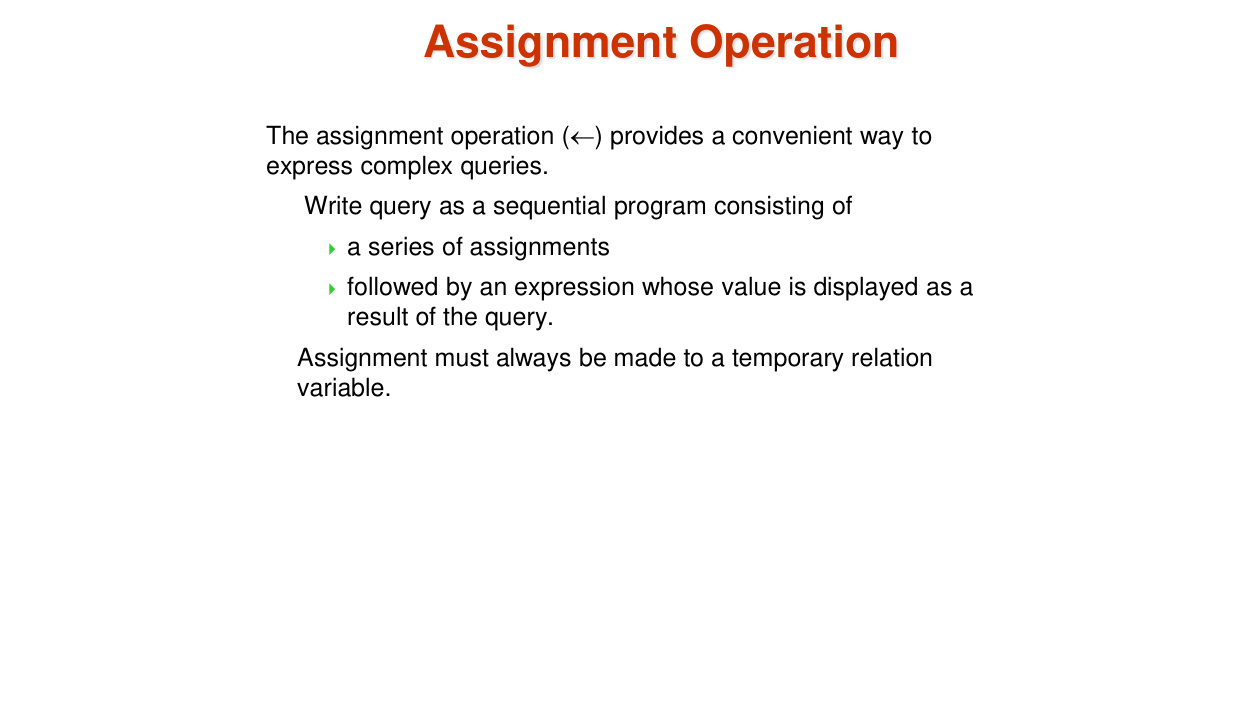 Assignment Operation
The assignment operation (←) provides a convenient way to
express complex queries.
Write query as a sequential program consisting of
a series of assignments
followed by an expression whose value is displayed as a
result of the query.
Assignment must always be made to a temporary relation
variable.